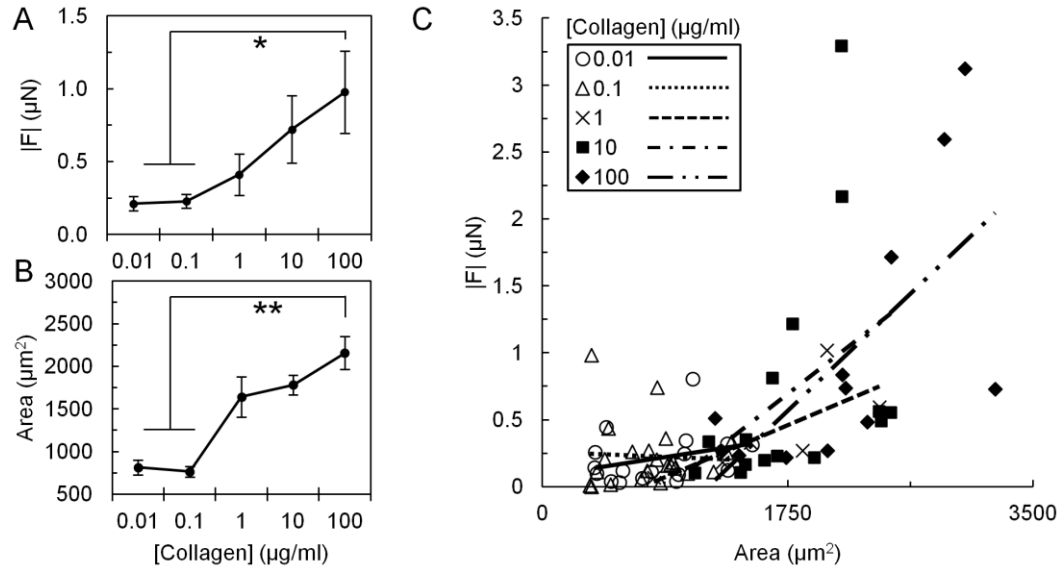 A
1.5
1.0
0.5
0.0
|F| (μN)
*
0.01 0.1 1 10 100
B
3000
2500
2000
1500
1000
500
Area (μm²)
**
0.01 0.1 1 10 100
[Collagen] (μg/ml)
C
3.5
3
2.5
2
1.5
1
0.5
0
|F| (μN)
[Collagen] (μg/ml)
0.01
0.1
1
10
100
0 1750 3500
Area (μm²)